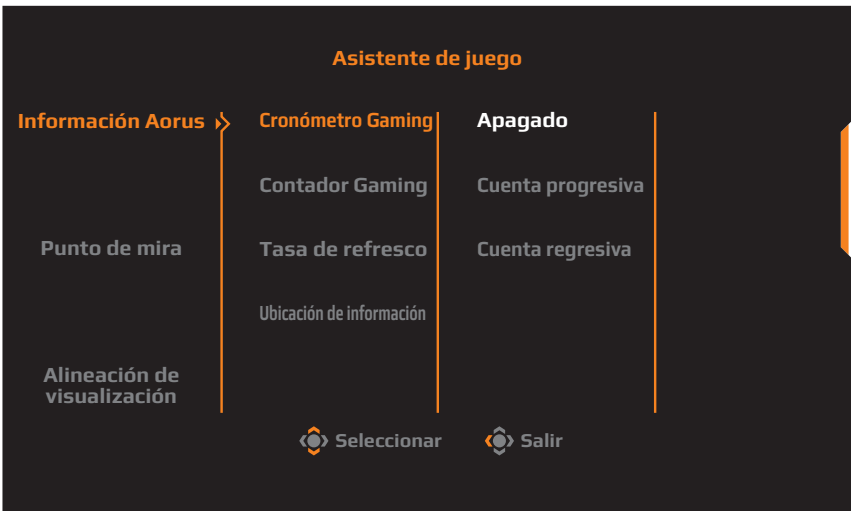 Asistente de juego
Información Aorus
Cronómetro Gaming
Apagado
Contador Gaming
Cuenta progresiva
Punto de mira
Tasa de refresco
Cuenta regresiva
Ubicación de información
Alineación de
visualización
Seleccionar
Salir